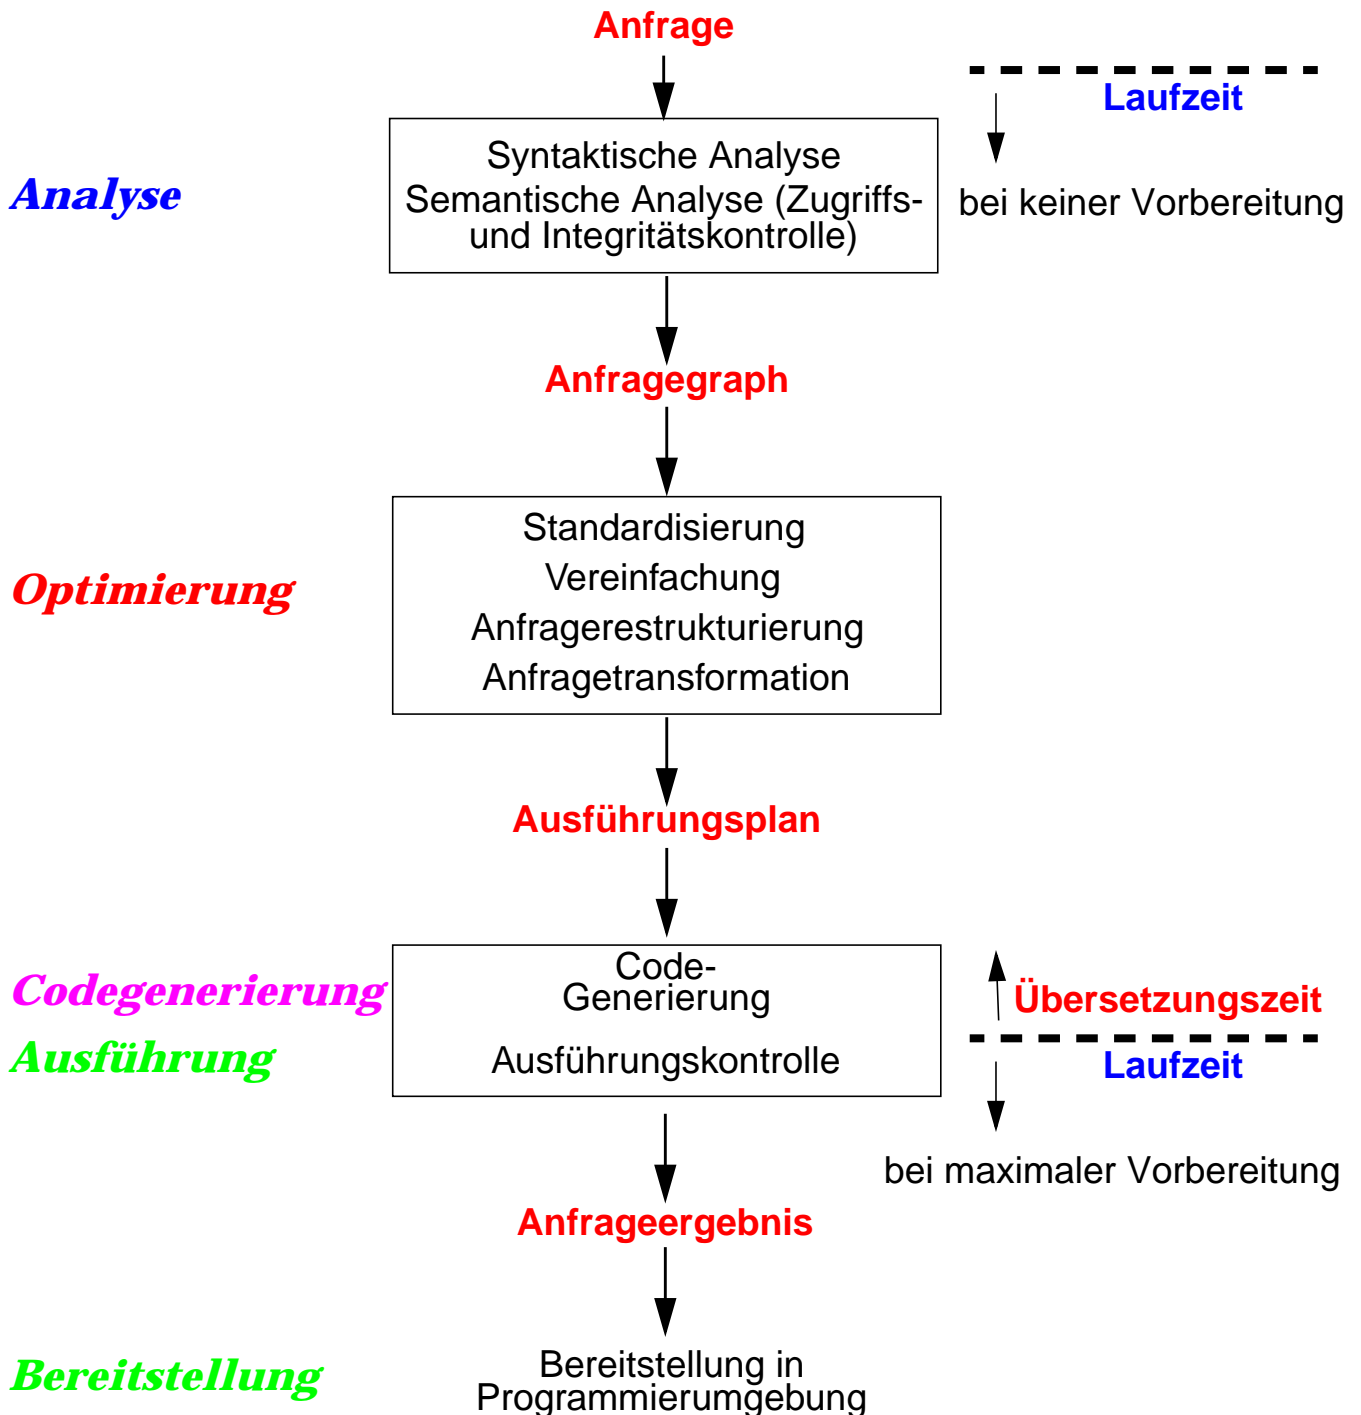 Anfrage
Laufzeit
Syntaktische Analyse
Analyse
Semantische Analyse (Zugriffs-
und Integritätskontrolle)
bei keiner Vorbereitung
Anfragegraph
Standardisierung
Optimierung
Vereinfachung
Anfragerestrukturierung
Anfragetransformation
Ausführungsplan
Codegenerierung
Code-
Generierung
Übersetzungszeit
Ausführung
Ausführungskontrolle
Laufzeit
bei maximaler Vorbereitung
Anfrageergebnis
Bereitstellung
Bereitstellung in
Programmierumgebung